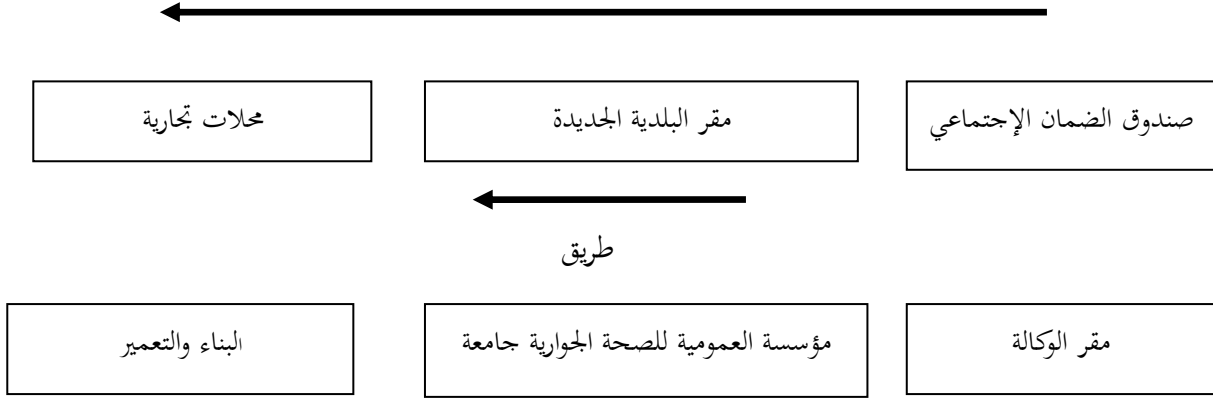 صندوق الضمان الإجتماعي
مقر البلدية الجديدة
محلات تجارية
طريق
مقر الوكالة
مؤسسة العمومية للصحة الجوارية جامعة
البناء والتعمير